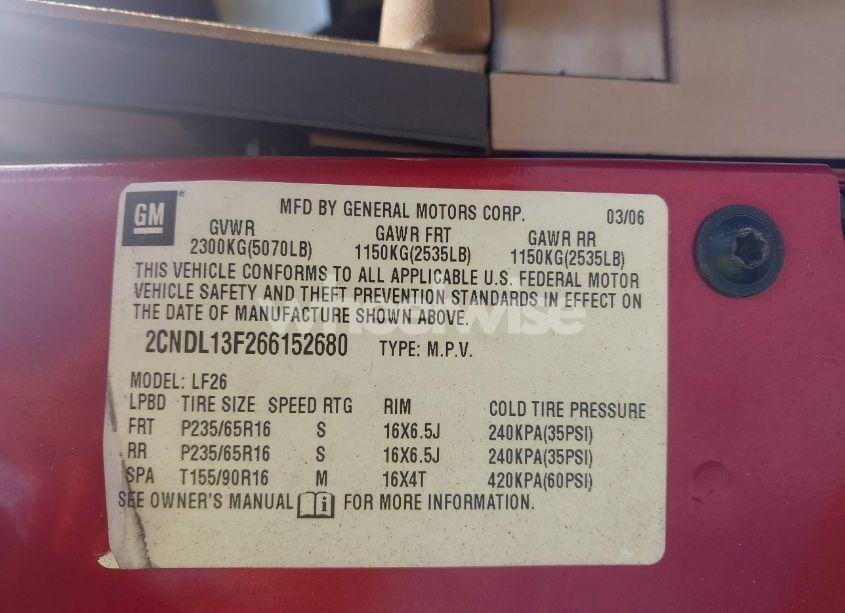 GM
MFD BY GENERAL MOTORS CORP. 03/06
GVWR GAWR FRT GAWR RR
2300KG(5070LB) 1150KG(2535LB) 1150KG(2535LB)
THIS VEHICLE CONFORMS TO ALL APPLICABLE U.S. FEDERAL MOTOR
VEHICLE SAFETY AND THEFT PREVENTION STANDARDS IN EFFECT ON
THE DATE OF MANUFACTURE SHOWN ABOVE.
wheelwise
2CNDL13F266152680 TYPE: M.P.V.
MODEL: LF26
LPBD TIRE SIZE SPEED RTG RIM COLD TIRE PRESSURE
FRT P235/65R16 S 16X6.5J 240KPA(35PSI)
RR P235/65R16 S 16X6.5J 240KPA(35PSI)
SPA T155/90R16 M 16X4T 420KPA(60PSI)
SEE OWNER'S MANUAL FOR MORE INFORMATION.